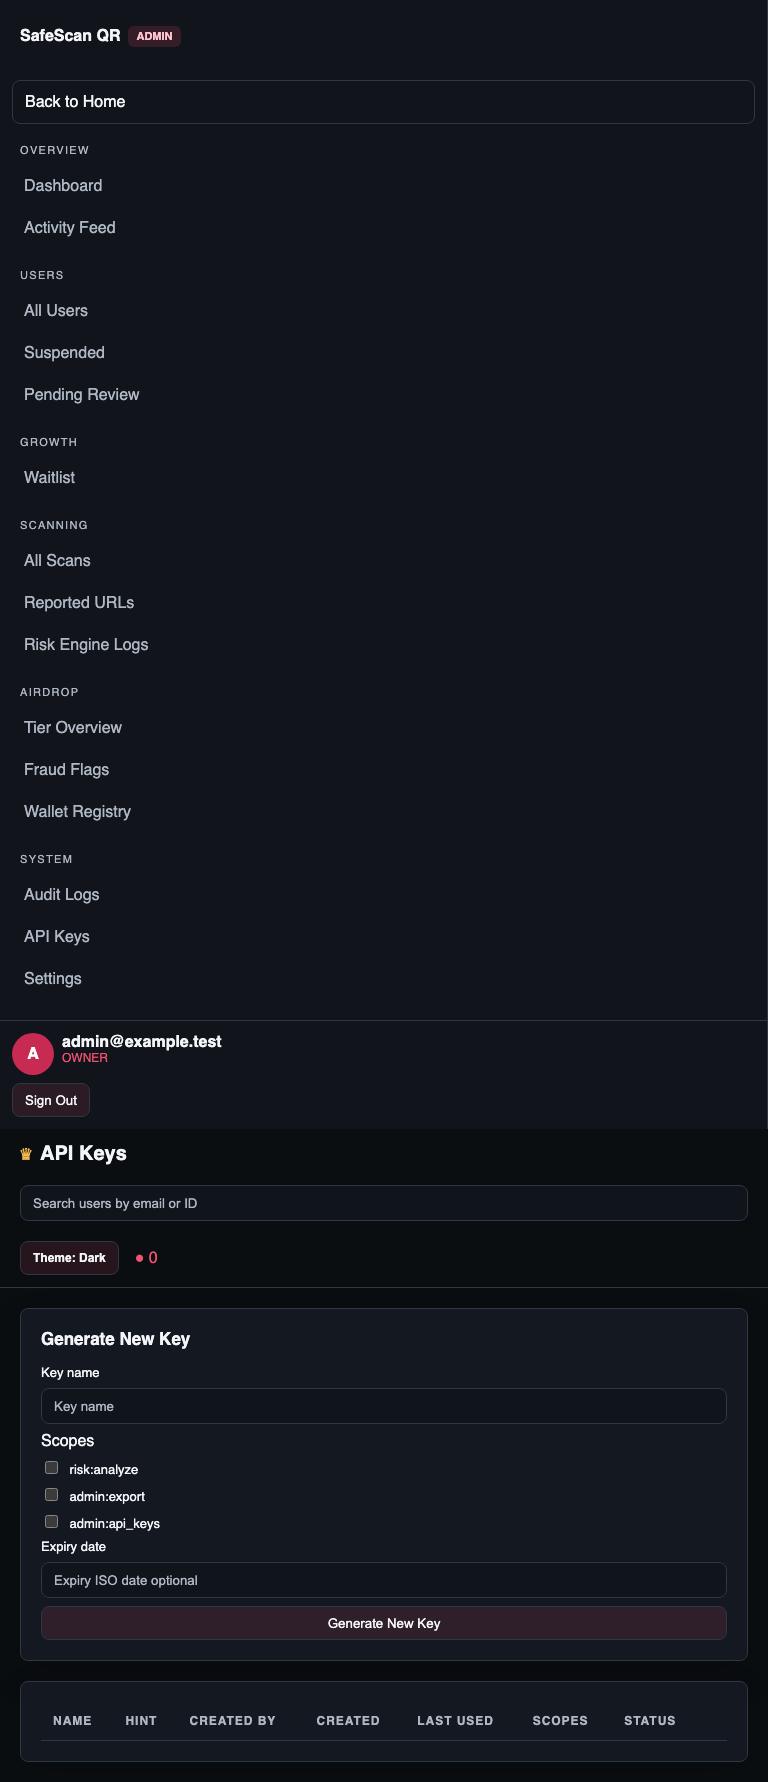 SafeScan QR ADMIN
Back to Home
OVERVIEW
Dashboard
Activity Feed
USERS
All Users
Suspended
Pending Review
GROWTH
Waitlist
SCANNING
All Scans
Reported URLs
Risk Engine Logs
AIRDROP
Tier Overview
Fraud Flags
Wallet Registry
SYSTEM
Audit Logs
API Keys
Settings
A admin@example.test
OWNER
Sign Out
♛ API Keys
Search users by email or ID
Theme: Dark ● 0
Generate New Key
Key name
Key name
Scopes
risk:analyze
admin:export
admin:api_keys
Expiry date
Expiry ISO date optional
Generate New Key
NAME HINT CREATED BY CREATED LAST USED SCOPES STATUS